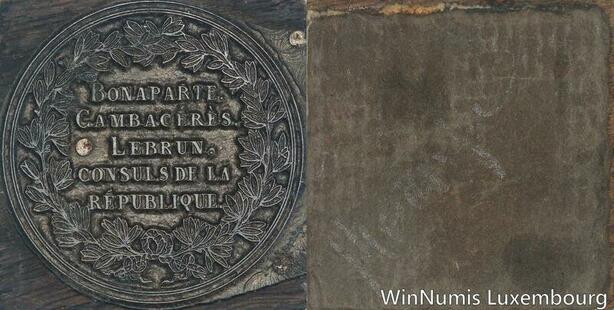 BONAPARTE.
CAMBACÉRÈS.
LEBRUN.
CONSULS DE LA
RÉPUBLIQUE.
WinNumis Luxembourg